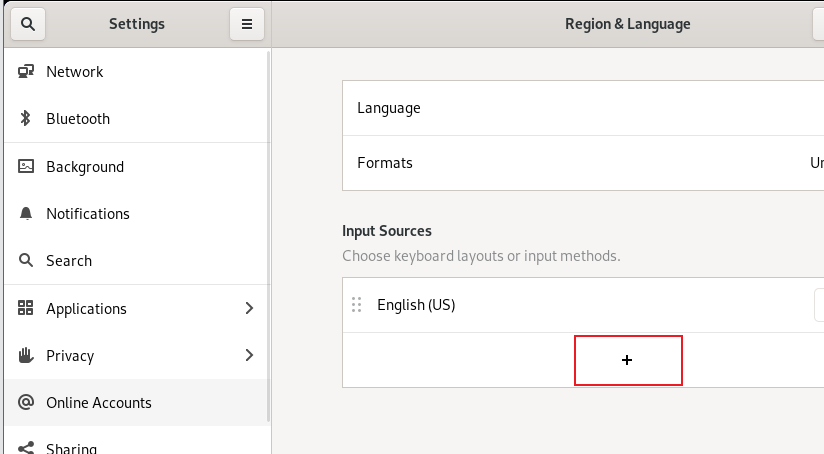 Settings
Region & Language
Network
Bluetooth
Background
Notifications
Search
Applications
Privacy
Online Accounts
Sharing
Language
Formats
Input Sources
Choose keyboard layouts or input methods.
English (US)
+